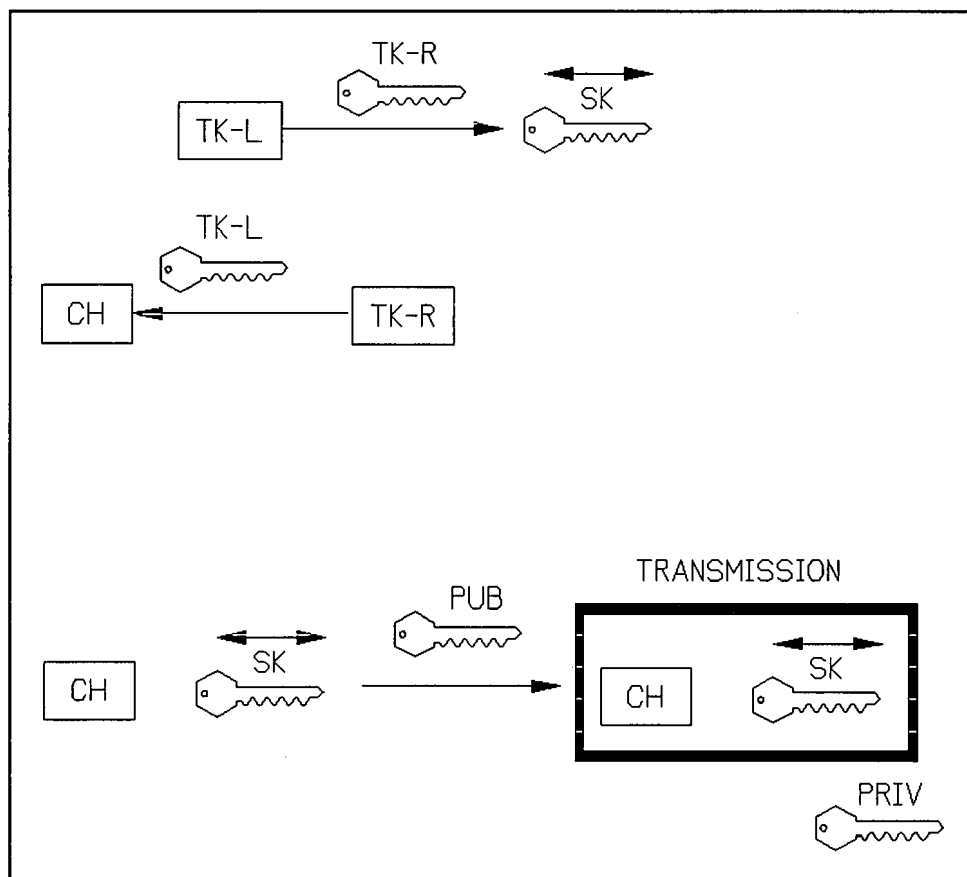 TK-R
SK
TK-L
TK-L
CH
TK-R
TRANSMISSION
PUB
SK
SK
CH
CH
PRIV